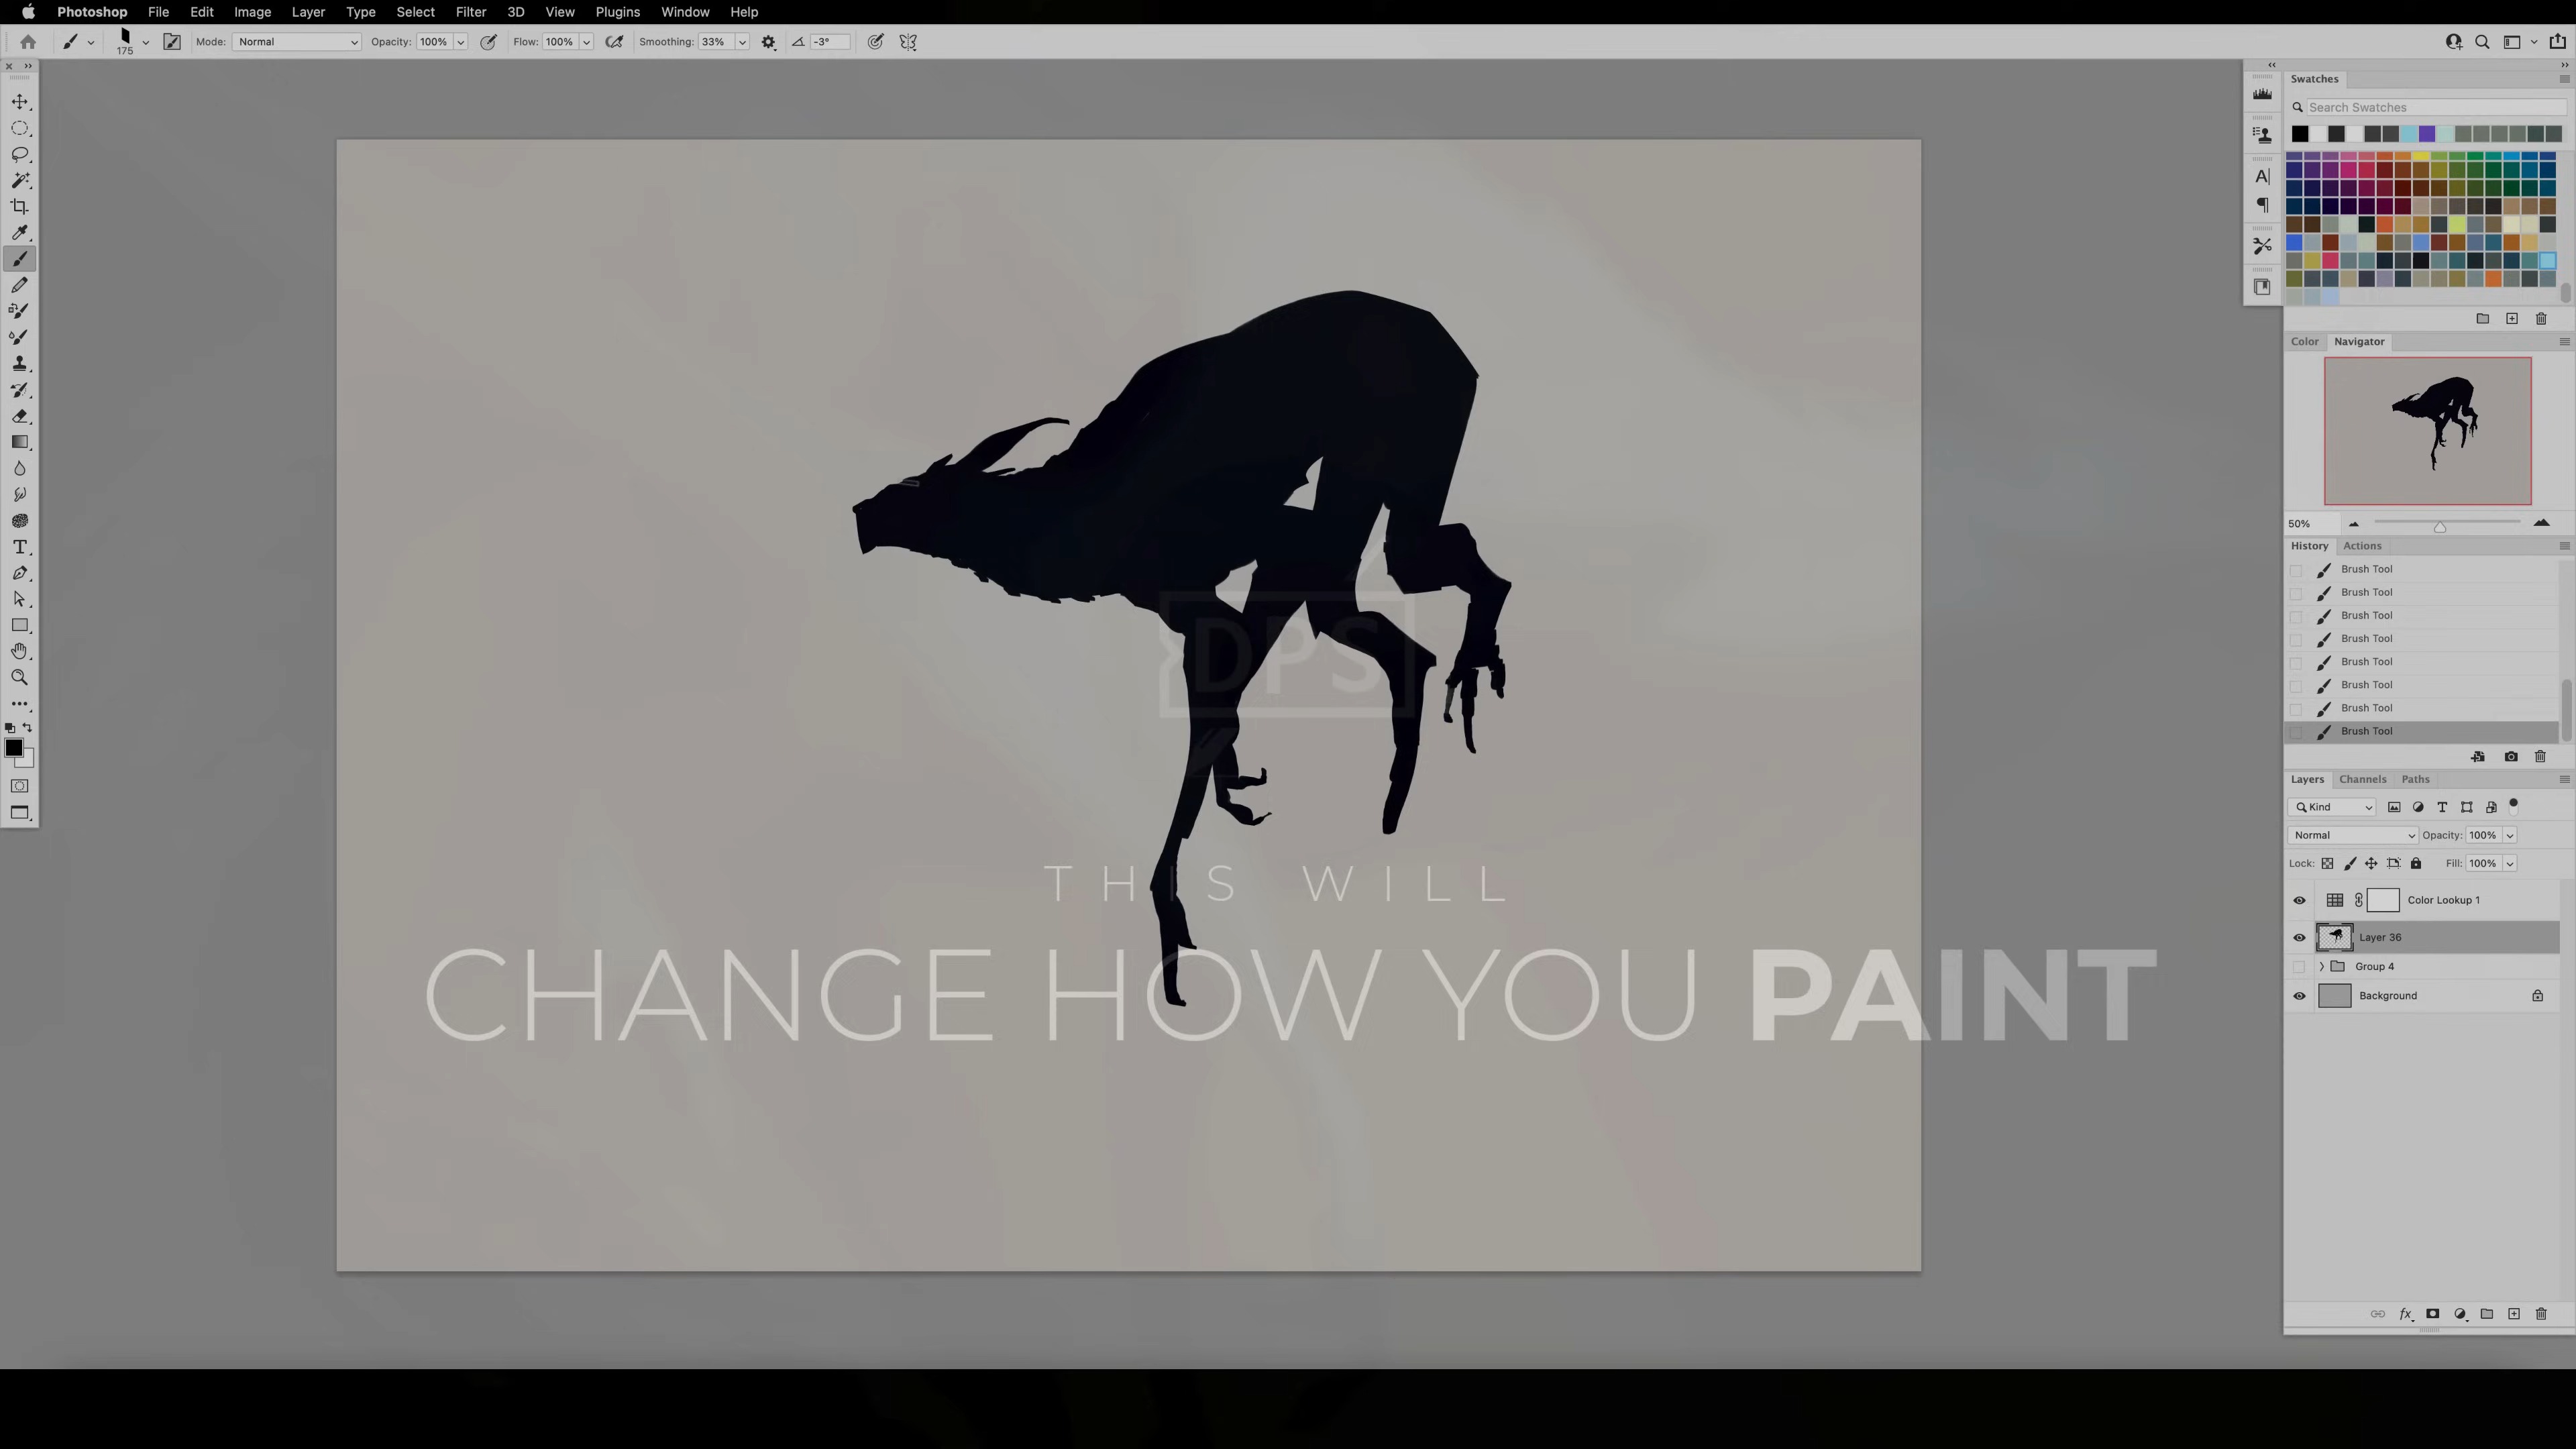 Photoshop File Edit Image Layer Type Select Filter 3D View Plugins Window Help
175 Mode: Normal Opacity: 100% Flow: 100% Smoothing: 33% -3°
Swatches
Search Swatches
Color Navigator
50%
History Actions
Brush Tool
Brush Tool
Brush Tool
Brush Tool
Brush Tool
Brush Tool
Brush Tool
Brush Tool
Layers Channels Paths
Kind
Normal Opacity: 100%
Lock: Fill: 100%
Color Lookup 1
Layer 36
Group 4
Background
fx
DPS
THIS WILL
CHANGE HOW YOU PAINT